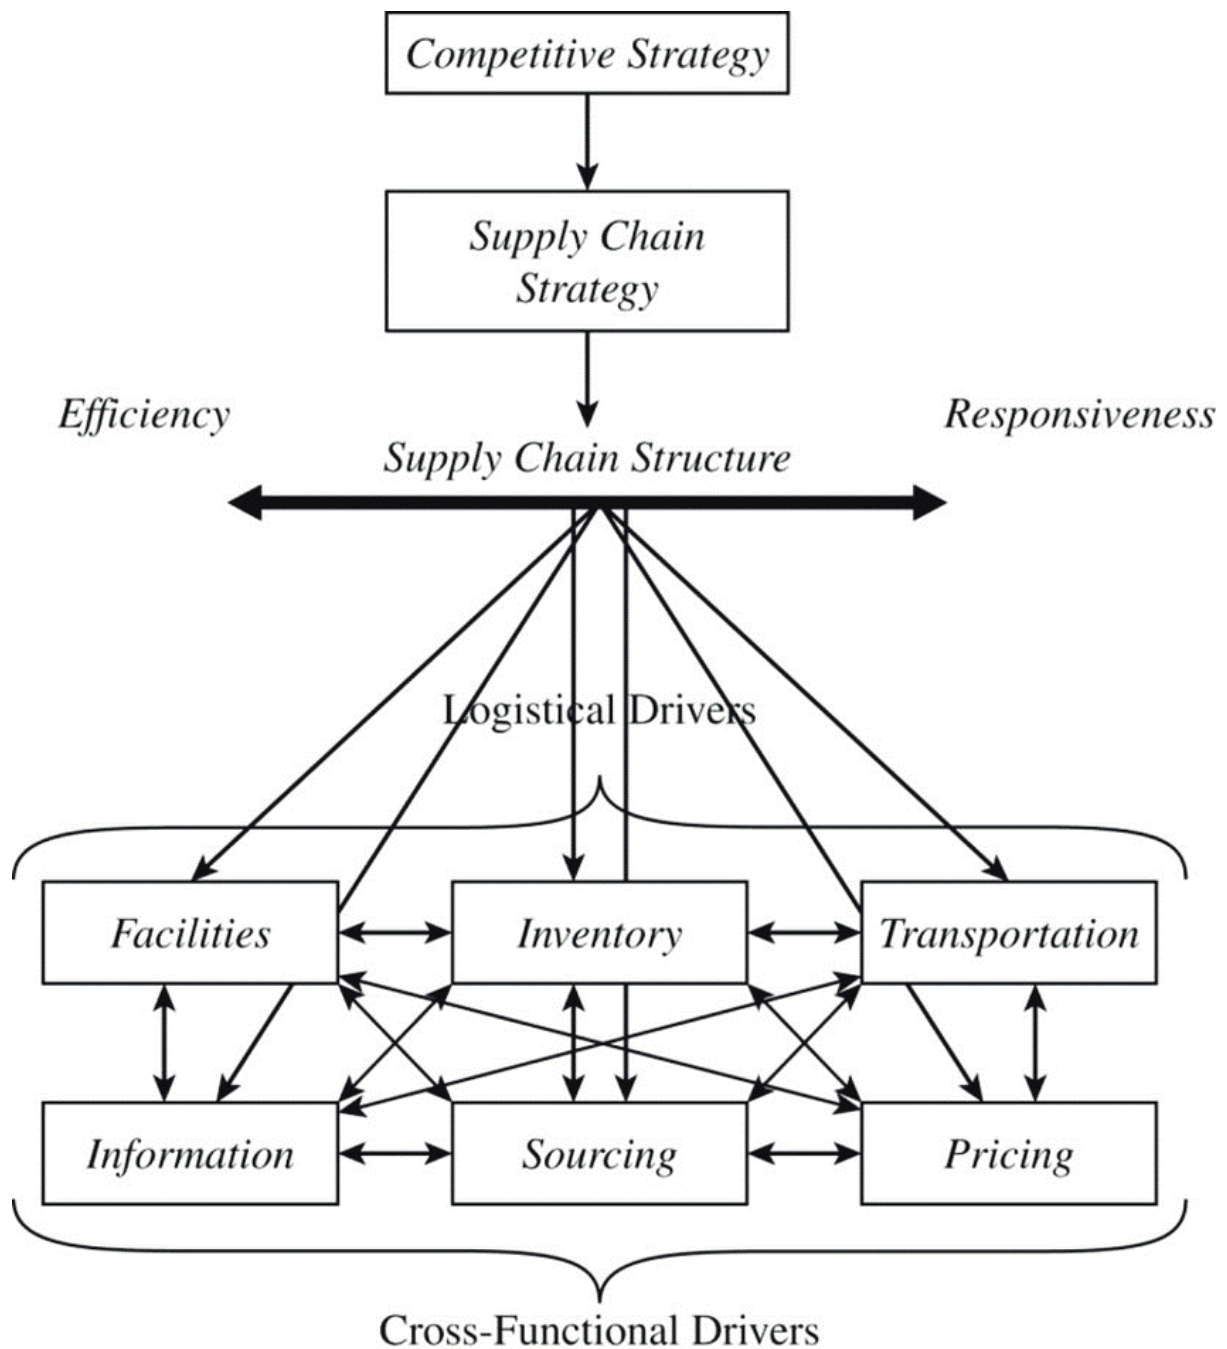 Competitive Strategy
Supply Chain
Strategy
Efficiency
Responsiveness
Supply Chain Structure
Logistical Drivers
Facilities
Inventory
Transportation
Information
Sourcing
Pricing
Cross-Functional Drivers